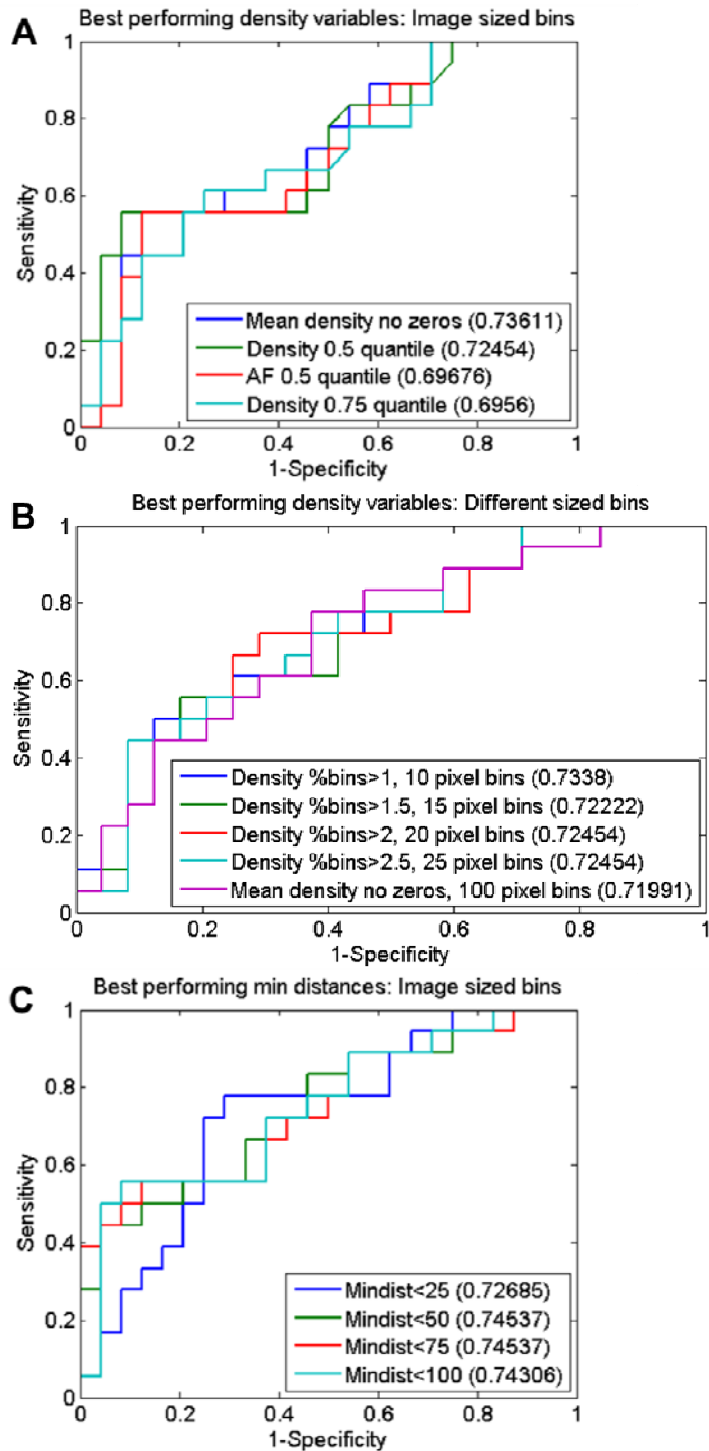 A
Best performing density variables: Image sized bins
1
0.8
0.6
0.4
0.2
0
Sensitivity
Mean density no zeros (0.73611)
Density 0.5 quantile (0.72454)
AF 0.5 quantile (0.69676)
Density 0.75 quantile (0.6956)
0 0.2 0.4 0.6 0.8 1
1-Specificity
B
Best performing density variables: Different sized bins
1
0.8
0.6
0.4
0.2
0
Sensitivity
Density %bins>1, 10 pixel bins (0.7338)
Density %bins>1.5, 15 pixel bins (0.72222)
Density %bins>2, 20 pixel bins (0.72454)
Density %bins>2.5, 25 pixel bins (0.72454)
Mean density no zeros, 100 pixel bins (0.71991)
0 0.2 0.4 0.6 0.8 1
1-Specificity
C
Best performing min distances: Image sized bins
1
0.8
0.6
0.4
0.2
0
Sensitivity
Mindist<25 (0.72685)
Mindist<50 (0.74537)
Mindist<75 (0.74537)
Mindist<100 (0.74306)
0 0.2 0.4 0.6 0.8 1
1-Specificity